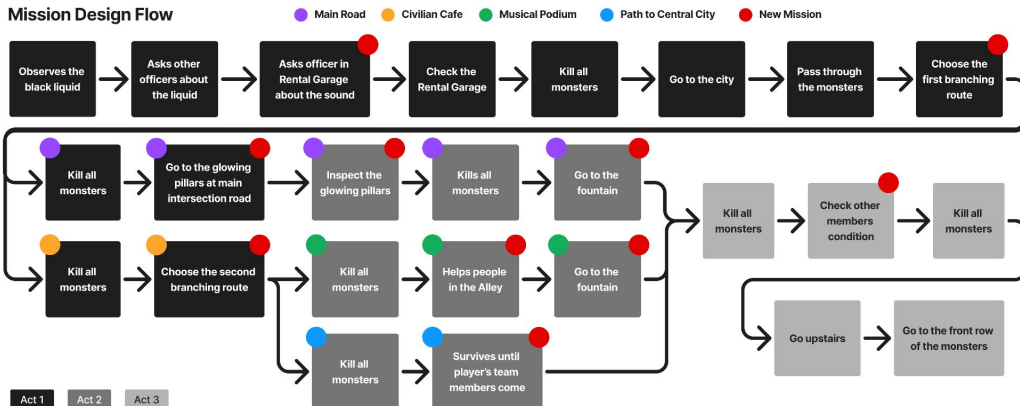 Mission Design Flow
Main Road
Civilian Cafe
Musical Podium
Path to Central City
New Mission
Observes the
black liquid
Asks other
officers about
the liquid
Asks officer in
Rental Garage
about the sound
Check the
Rental Garage
Kill all
monsters
Go to the city
Pass through
the monsters
Choose the
first branching
route
Kill all
monsters
Go to the glowing
pillars at main
intersection road
Inspect the
glowing pillars
Kills all
monsters
Go to the
fountain
Kill all
monsters
Check other
members
condition
Kill all
monsters
Kill all
monsters
Choose the second
branching route
Kill all
monsters
Helps people
in the Alley
Go to the
fountain
Kill all
monsters
Survives until
player's team
members come
Go upstairs
Go to the front row
of the monsters
Act 1
Act 2
Act 3